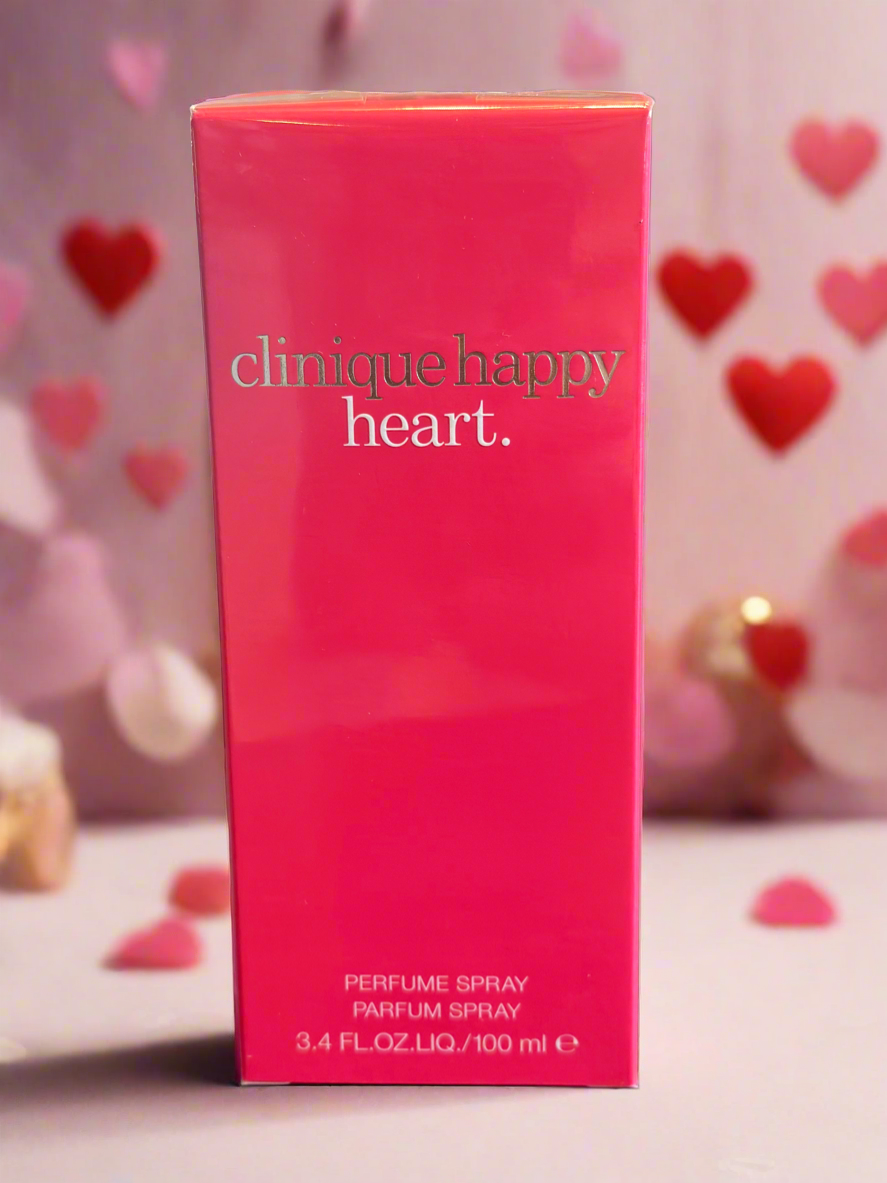 clinique happy
heart.
PERFUME SPRAY
PARFUM SPRAY
3.4 FL.OZ.LIQ./100 ml ℮